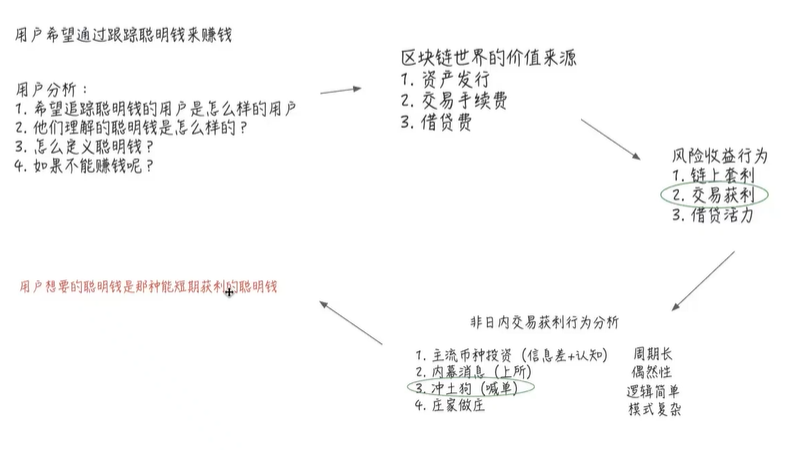 用户希望通过跟踪聪明钱来赚钱
用户分析：
1. 希望追踪聪明钱的用户是怎么样的用户
2. 他们理解的聪明钱是怎么样的？
3. 怎么定义聪明钱？
4. 如果不能赚钱呢？
区块链世界的价值来源
1. 资产发行
2. 交易手续费
3. 借贷费
风险收益行为
1. 链上套利
2. 交易获利
3. 借贷活力
非日内交易获利行为分析
1. 主流币种投资（信息差+认知） 周期长
2. 内幕消息（上所） 偶然性
3. 冲土狗（喊单） 逻辑简单
4. 庄家做庄 模式复杂
用户想要的聪明钱是那种能短期获利的聪明钱